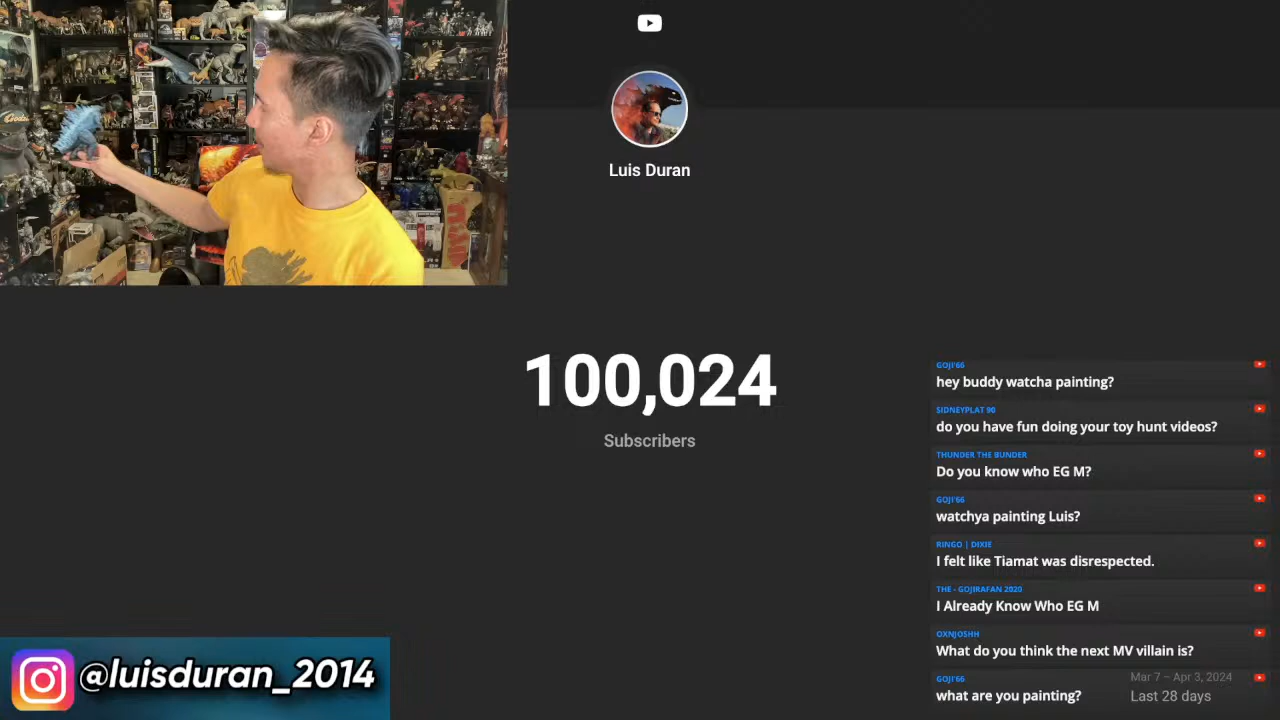 Luis Duran
100,024
Subscribers
GOJI'66
hey buddy watcha painting?
SIDNEYPLAT 90
do you have fun doing your toy hunt videos?
THUNDER THE BUNDER
Do you know who EG M?
GOJI'66
watchya painting Luis?
RINGO | DIXIE
I felt like Tiamat was disrespected.
THE - GOJIRAFAN 2020
I Already Know Who EG M
OXNJOSHH
What do you think the next MV villain is?
GOJI'66
what are you painting?
Mar 7 – Apr 3, 2024
Last 28 days
@luisduran_2014